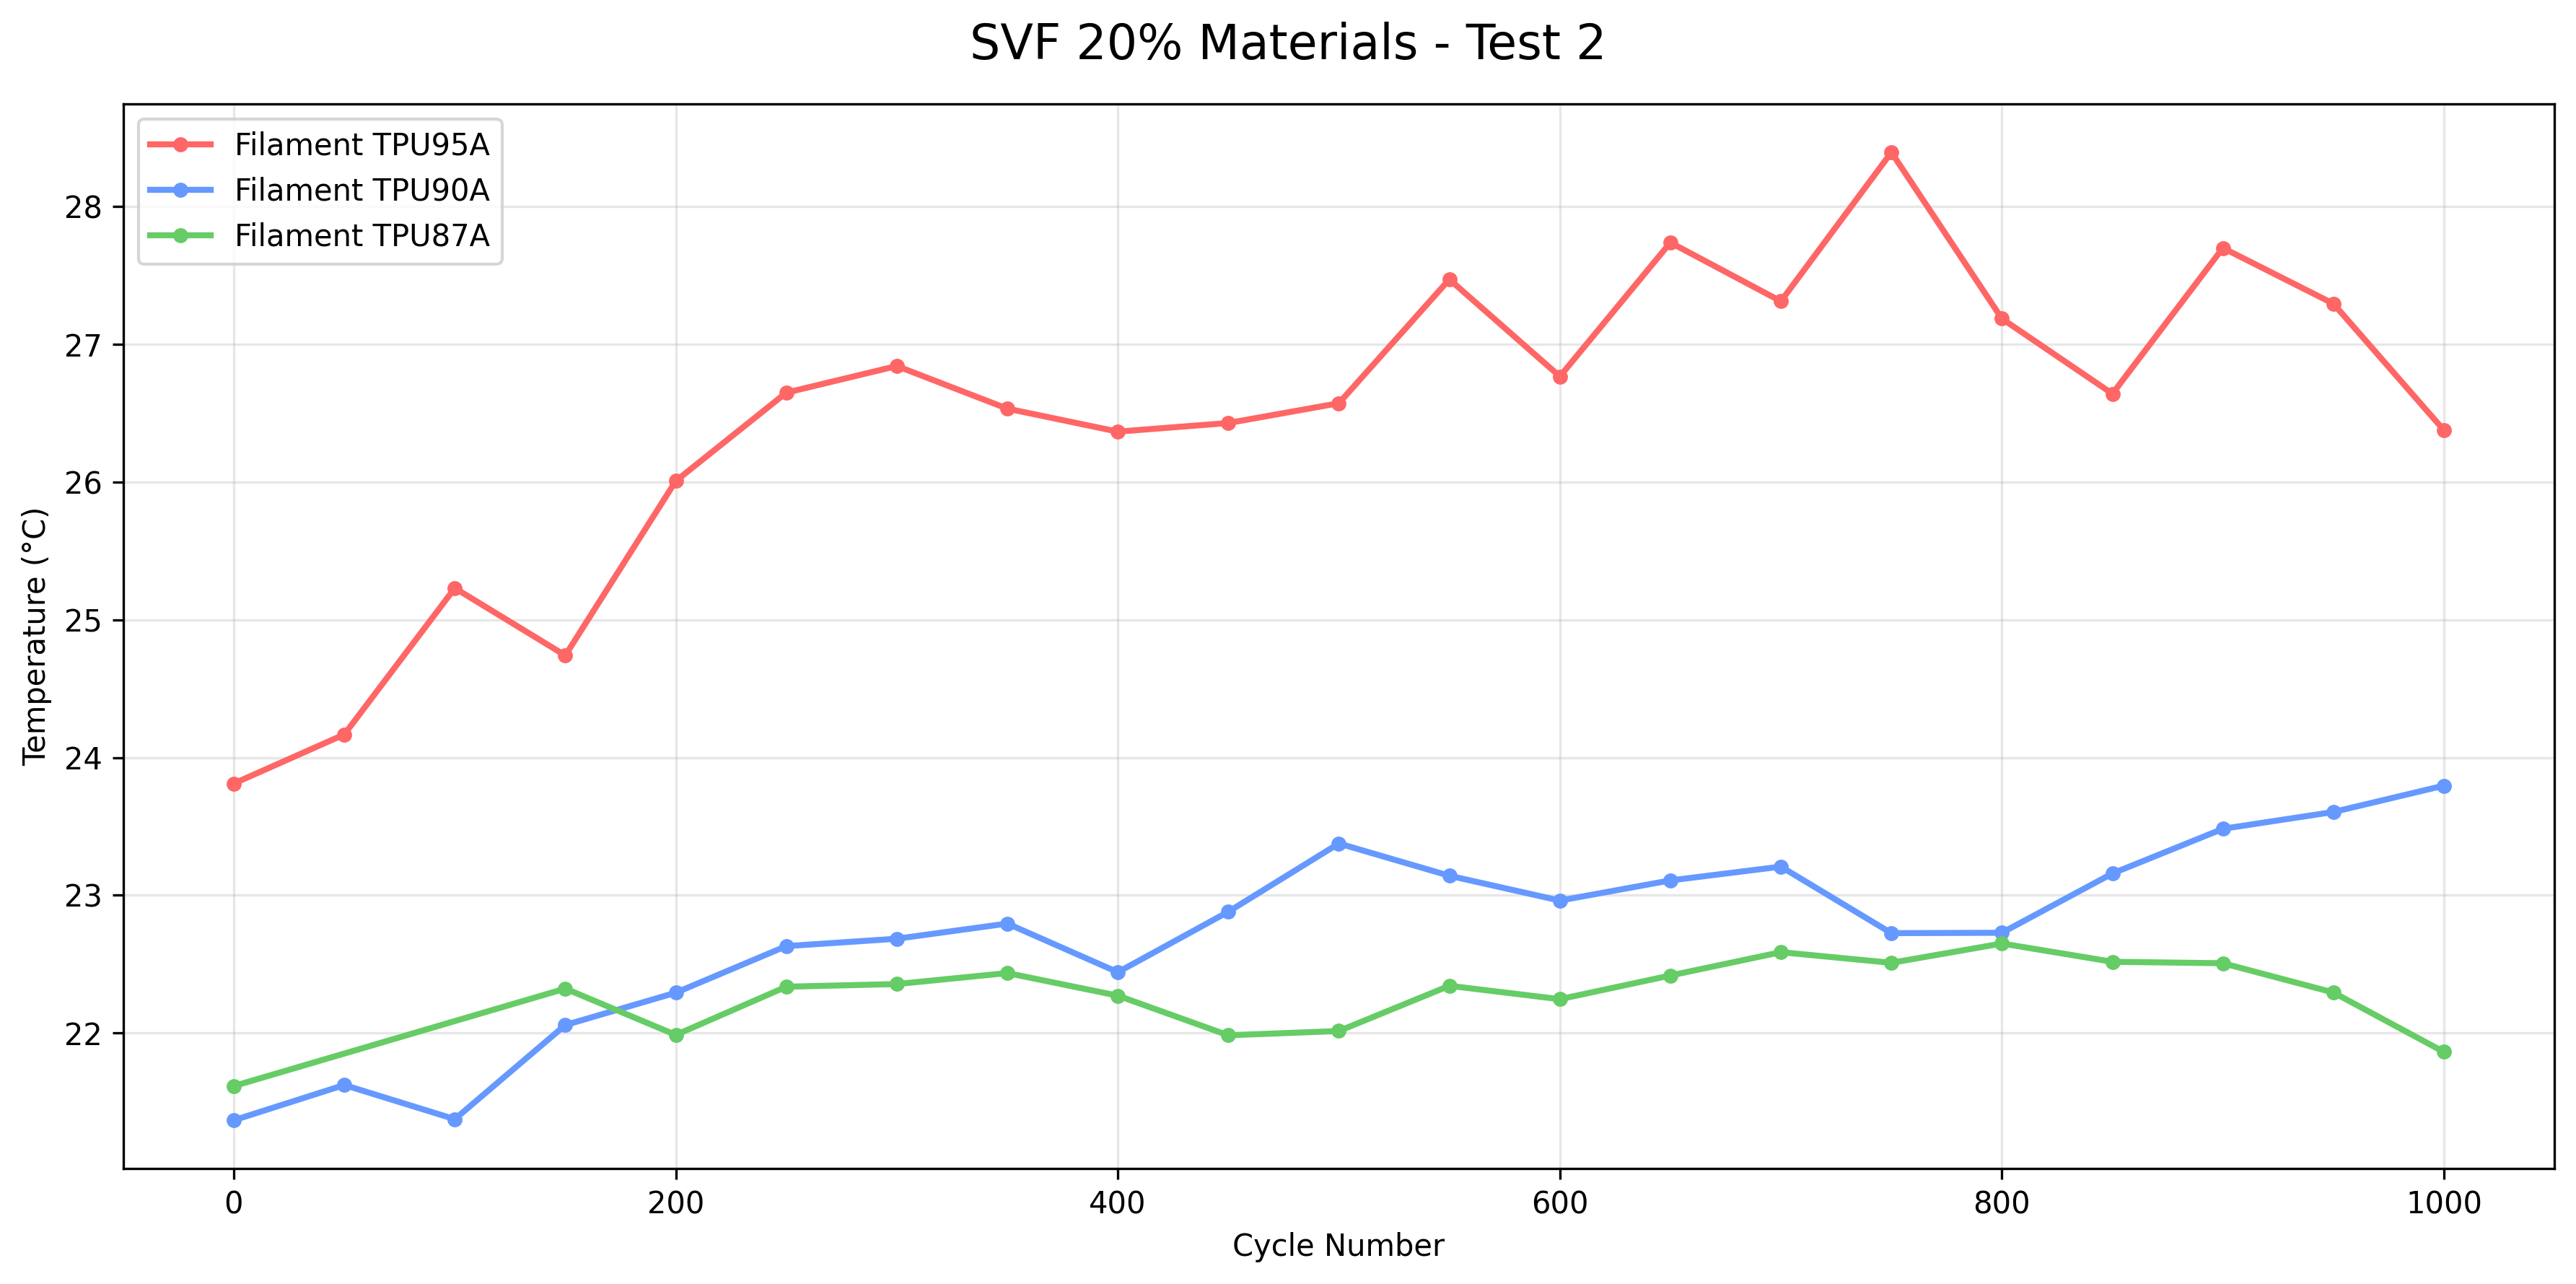 SVF 20% Materials - Test 2
Filament TPU95A
Filament TPU90A
Filament TPU87A
Temperature (°C)
28
27
26
25
24
23
22
0 200 400 600 800 1000
Cycle Number